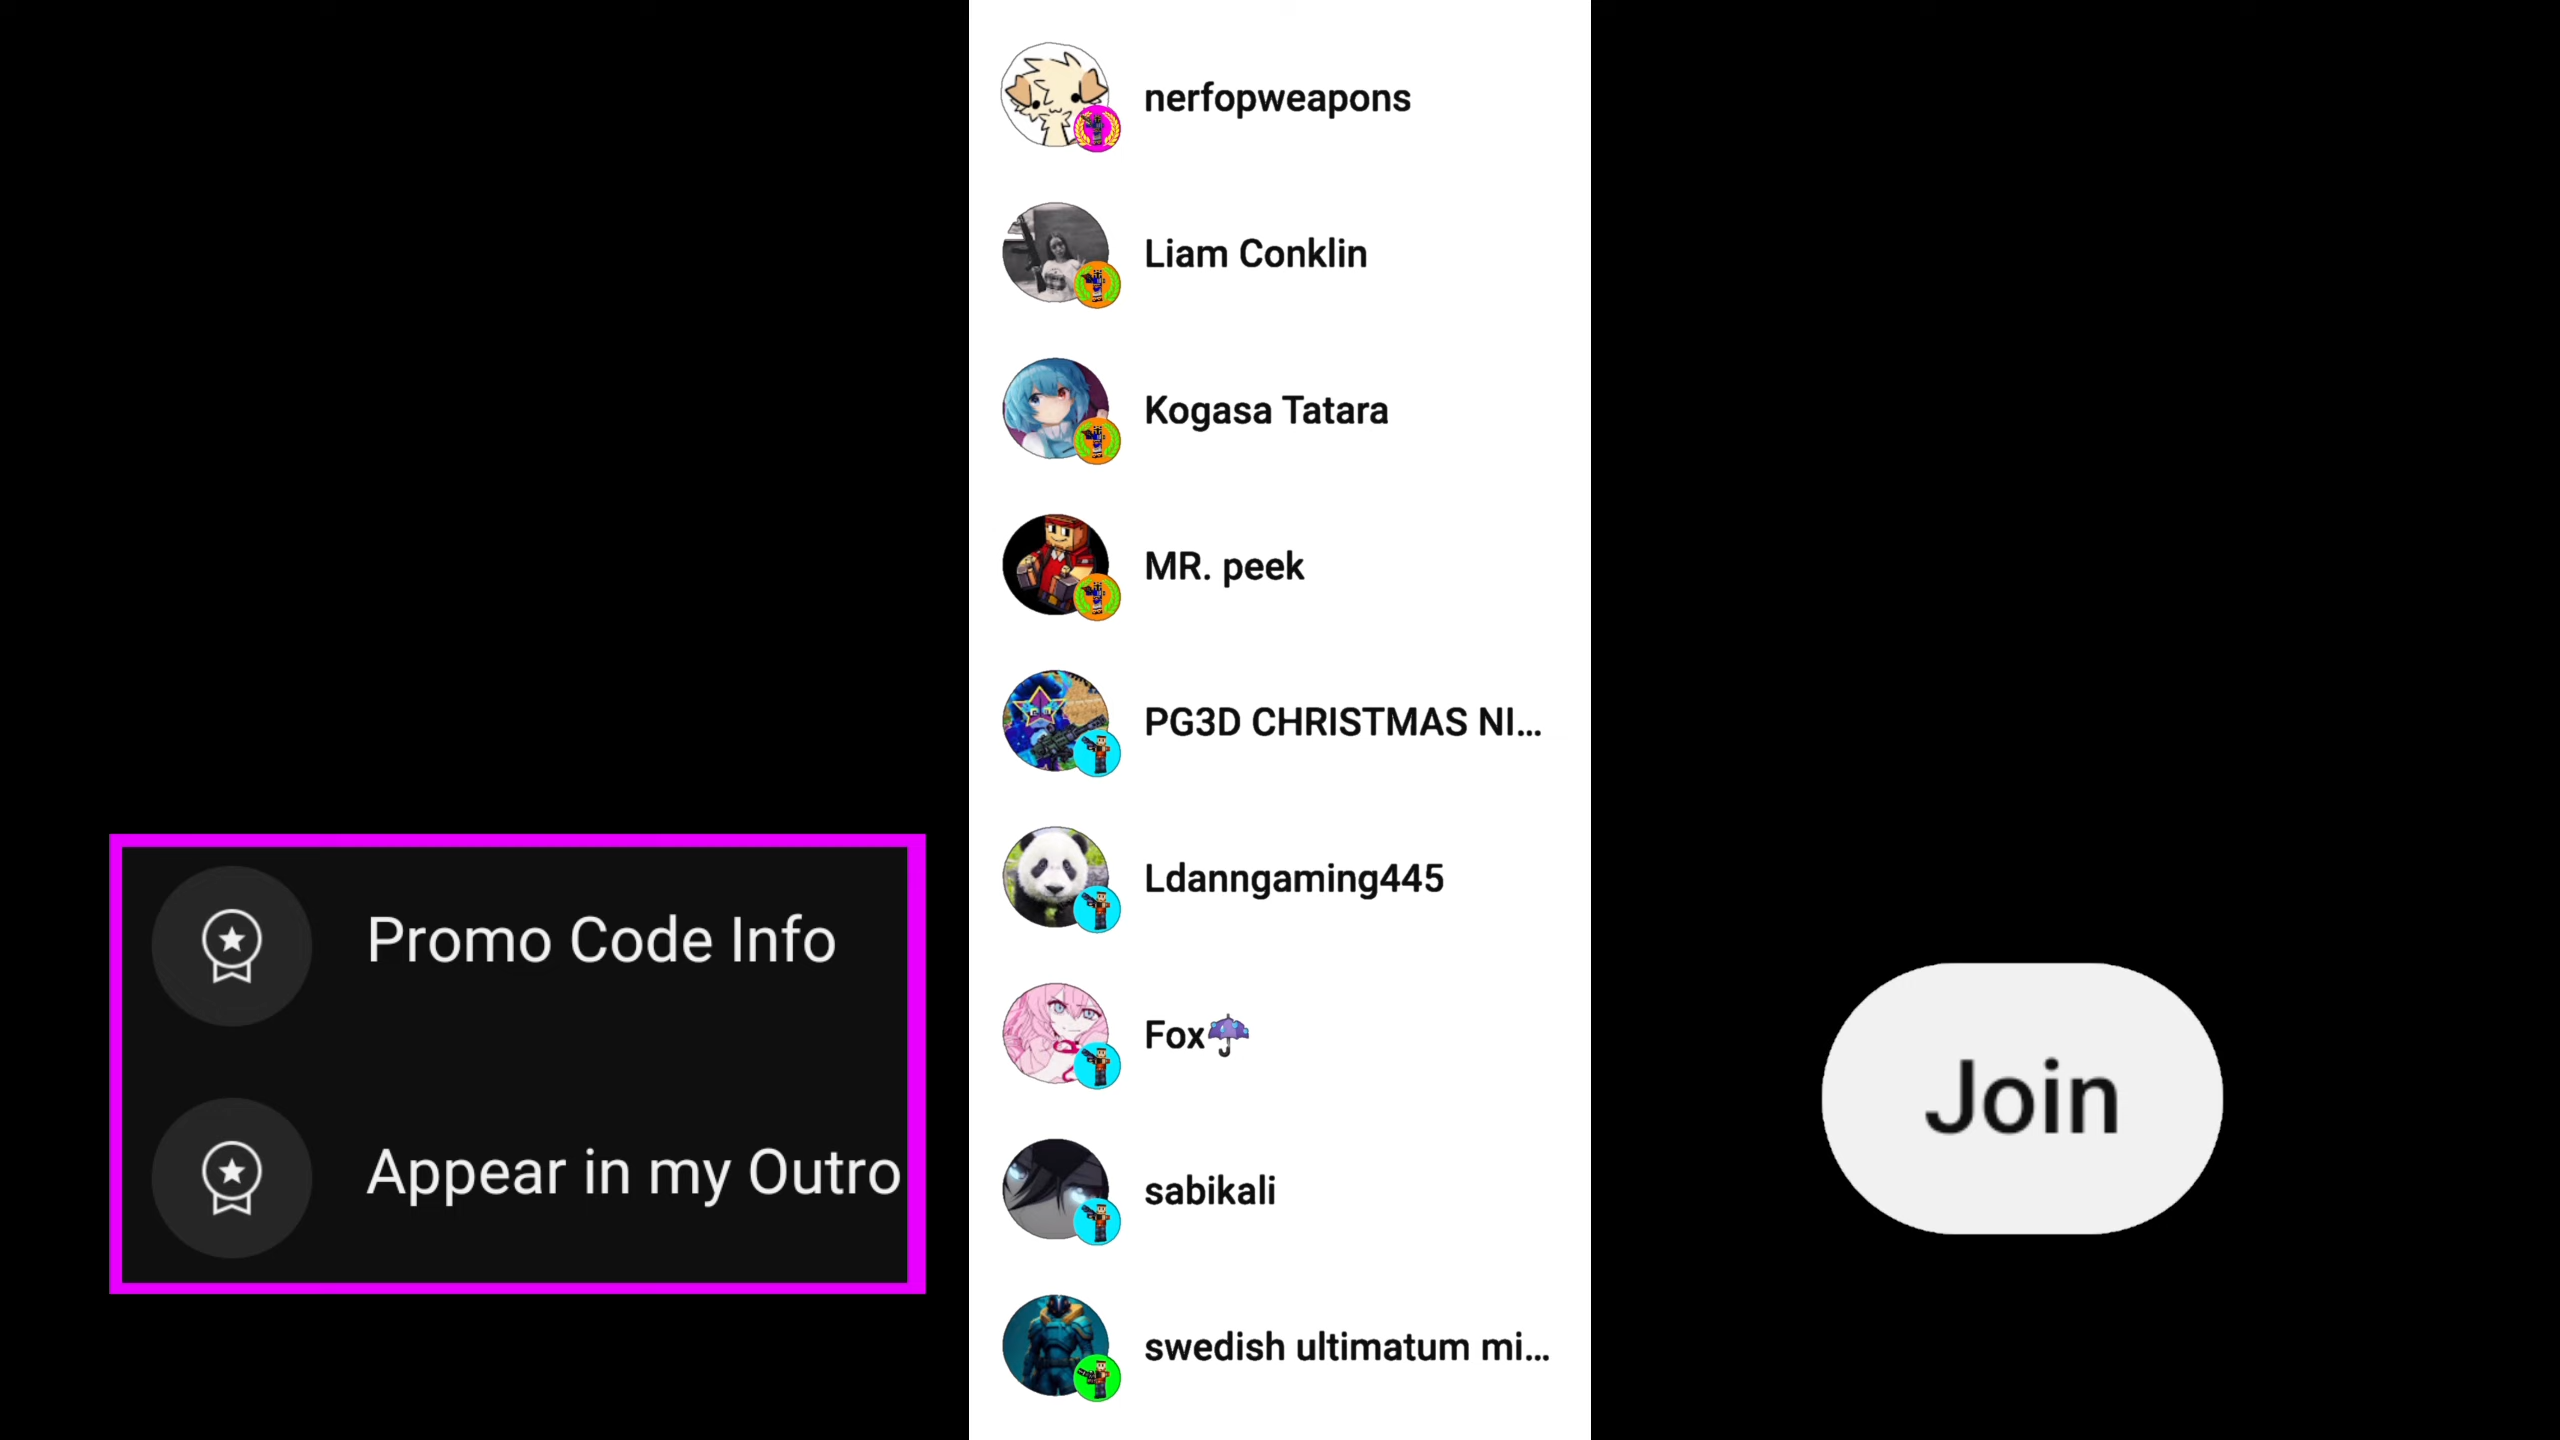 nerfopweapons
Liam Conklin
Kogasa Tatara
MR. peek
PG3D CHRISTMAS NI...
Ldanngaming445
Fox☔
sabikali
swedish ultimatum mi...
Promo Code Info
Appear in my Outro
Join